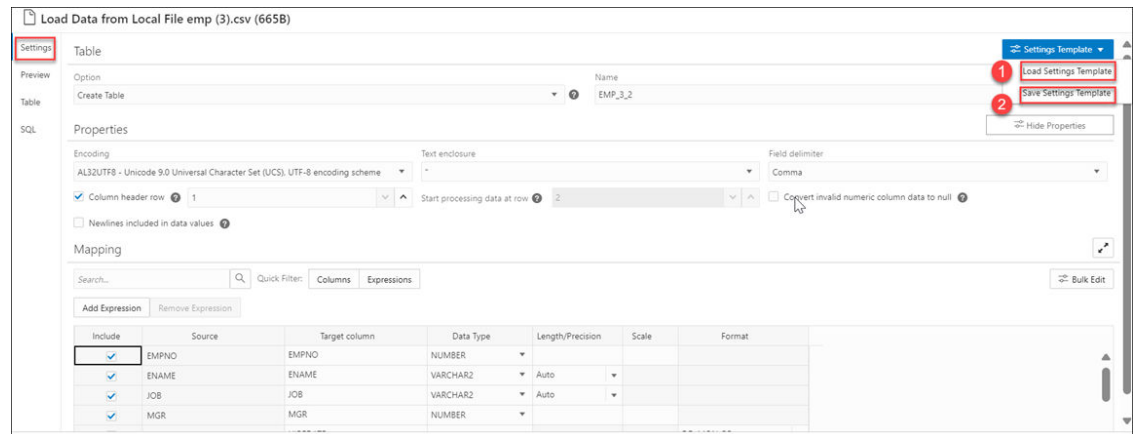 Load Data from Local File emp (3).csv (665B)
Settings
Preview
Table
SQL
Table
Settings Template
1 Load Settings Template
2 Save Settings Template
Option
Name
Create Table
EMP_3_2
Properties
Hide Properties
Encoding
Text enclosure
Field delimiter
AL32UTF8 - Unicode 9.0 Universal Character Set (UCS), UTF-8 encoding scheme
"
Comma
Column header row 1
Start processing data at row 2
Convert invalid numeric column data to null
Newlines included in data values
Mapping
Search...
Quick Filter: Columns Expressions
Bulk Edit
Add Expression Remove Expression
Include Source Target column Data Type Length/Precision Scale Format
EMPNO EMPNO NUMBER
ENAME ENAME VARCHAR2 Auto
JOB JOB VARCHAR2 Auto
MGR MGR NUMBER